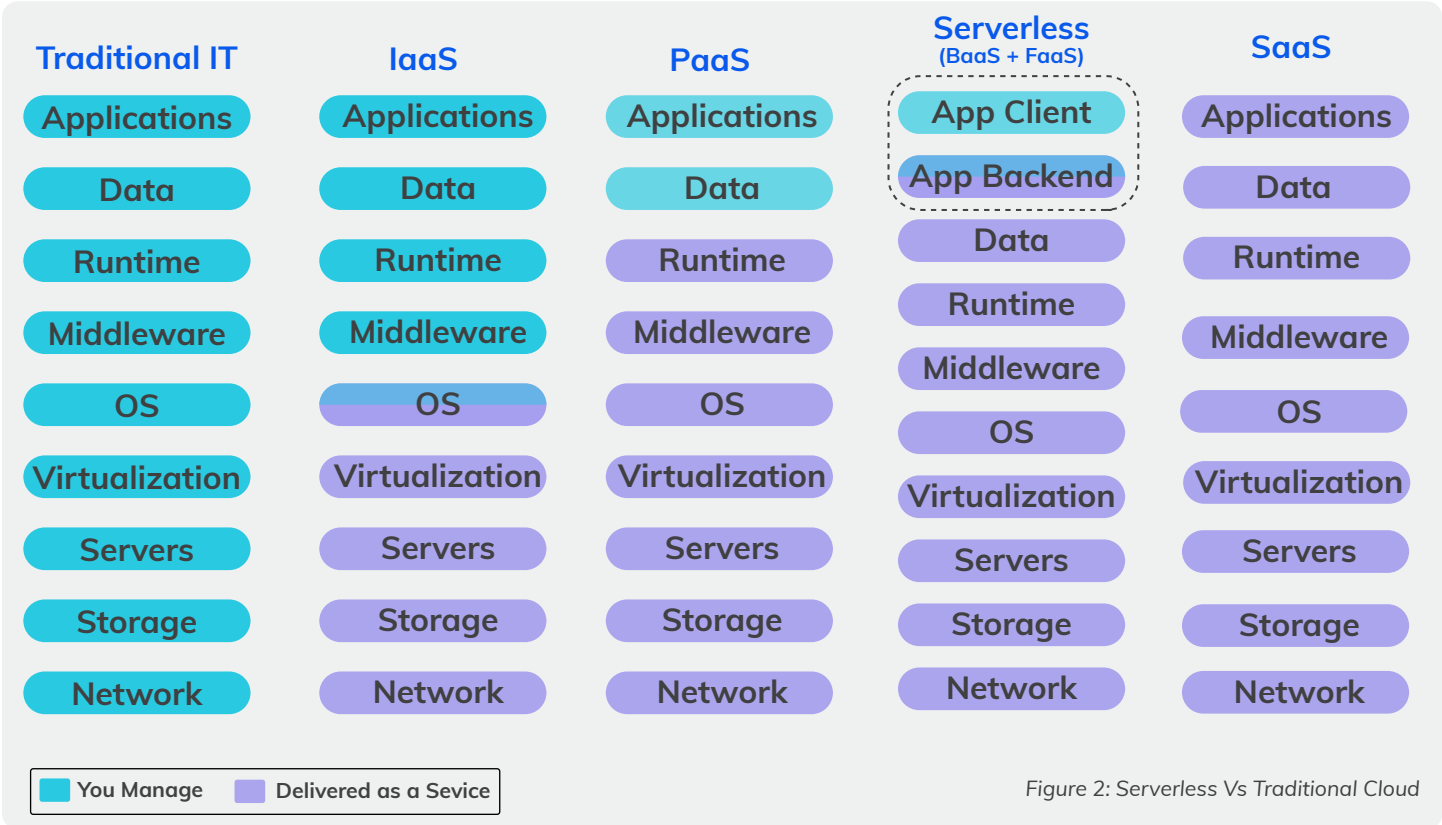 Traditional IT
Applications
Data
Runtime
Middleware
OS
Virtualization
Servers
Storage
Network
IaaS
Applications
Data
Runtime
Middleware
OS
Virtualization
Servers
Storage
Network
PaaS
Applications
Data
Runtime
Middleware
OS
Virtualization
Servers
Storage
Network
Serverless
(BaaS + FaaS)
App Client
App Backend
Data
Runtime
Middleware
OS
Virtualization
Servers
Storage
Network
SaaS
Applications
Data
Runtime
Middleware
OS
Virtualization
Servers
Storage
Network
You Manage
Delivered as a Sevice
Figure 2: Serverless Vs Traditional Cloud